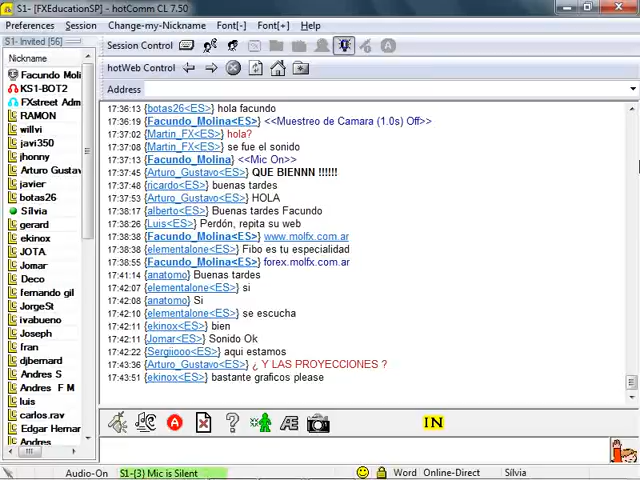 S1- [FXEducationSP] - hotComm CL 7.50
Preferences Session Change-my-Nickname Font[-] Font[+] Help
S1- Invited [56]
Session Control
Nickname
hotWeb Control
Facundo Moli
KS1-BOT2
Address
FXstreet Adm
RAMON
willvi
javi350
jhonny
Arturo Gustavo
javier
botas26
Silvia
gerard
ekinox
JOTA
Jomar
Deco
fernando gil
JorgeSt
ivabueno
Joseph
fran
djbernard
Andres S
Andres F M
luis
carlos.rav
Edgar Hernar
Andres
17:36:13 {botas26<ES>} hola facundo
17:36:19 {Facundo_Molina<ES>} <<Muestreo de Camara (1.0s) Off>>
17:37:02 {Martin_FX<ES>} hola?
17:37:10 {Martin_FX<ES>} se fue el sonido
17:37:13 {Facundo_Molina} <<Mic On>>
17:37:45 {Arturo_Gustavo<ES>} QUE BIENNN !!!!!!
17:37:48 {ricardo<ES>} buenas tardes
17:37:53 {Arturo_Gustavo<ES>} HOLA
17:38:17 {alberto<ES>} Buenas tardes Facundo
17:38:26 {Luis<ES>} Perdón, repita su web
17:38:38 {Facundo_Molina<ES>} www.molfx.com.ar
17:38:38 {elementalone<ES>} Fibo es tu especialidad
17:38:55 {Facundo_Molina<ES>} forex.molfx.com.ar
17:41:14 {anatomo} Buenas tardes
17:42:07 {elementalone<ES>} si
17:42:08 {anatomo} Si
17:42:10 {elementalone<ES>} se escucha
17:42:11 {ekinox<ES>} bien
17:42:11 {Jomar<ES>} Sonido Ok
17:42:22 {Sergiiooo<ES>} aqui estamos
17:43:36 {Arturo_Gustavo<ES>} ¿ Y LAS PROYECCIONES ?
17:43:51 {ekinox<ES>} bastante graficos please
IN
Audio-On S1-(3) Mic is Silent Word Online-Direct Silvia